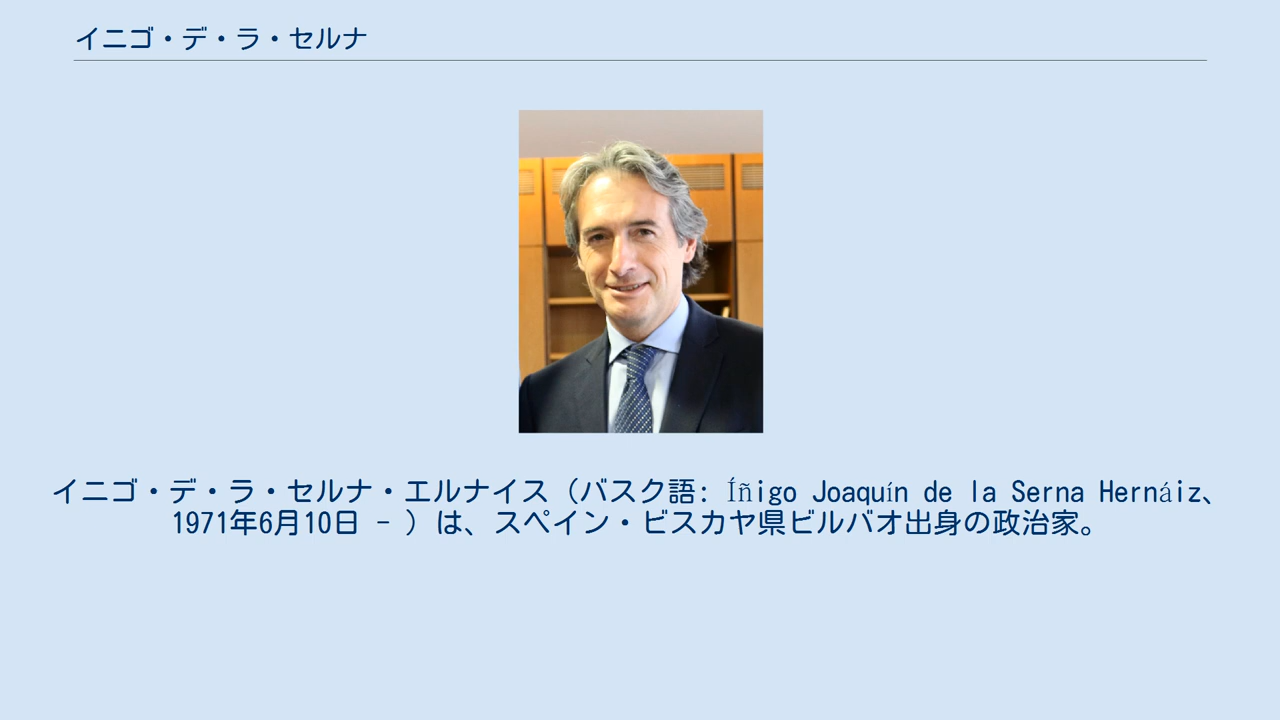 イニゴ・デ・ラ・セルナ
イニゴ・デ・ラ・セルナ・エルナイス（バスク語: Íñigo Joaquín de la Serna Hernáiz、
1971年6月10日 - ）は、スペイン・ビスカヤ県ビルバオ出身の政治家。